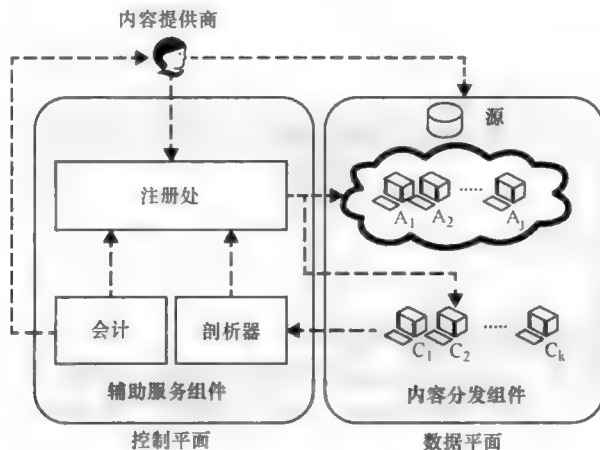 内容提供商
源
注册处
A1 A2 ····· Aj
会计
剖析器
C1 C2 ····· Ck
辅助服务组件
内容分发组件
控制平面
数据平面